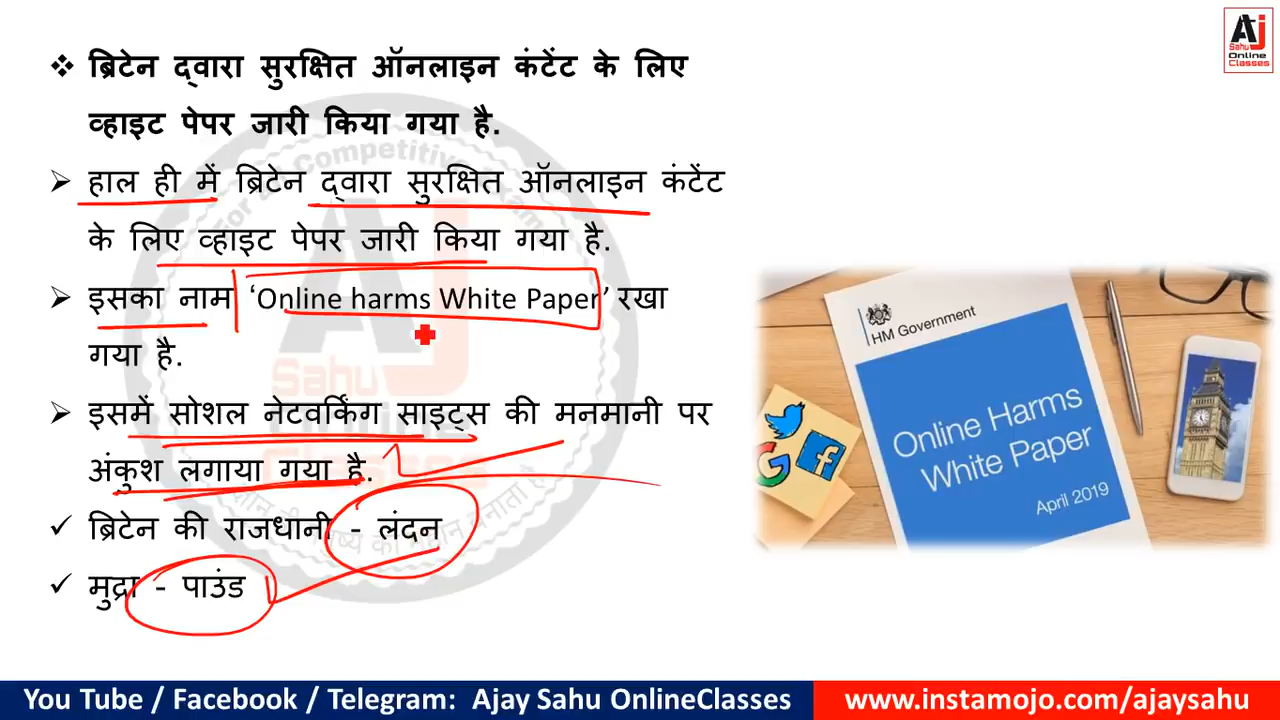 Aj
Sahu
Online
Classes
❖ ब्रिटेन द्वारा सुरक्षित ऑनलाइन कंटेंट के लिए
व्हाइट पेपर जारी किया गया है.
➢ हाल ही में ब्रिटेन द्वारा सुरक्षित ऑनलाइन कंटेंट
के लिए व्हाइट पेपर जारी किया गया है.
➢ इसका नाम ‘Online harms White Paper’ रखा
गया है.
➢ इसमें सोशल नेटवर्किंग साइट्स की मनमानी पर
अंकुश लगाया गया है.
✓ ब्रिटेन की राजधानी - लंदन
✓ मुद्रा - पाउंड
HM Government
Online Harms
White Paper
April 2019
You Tube / Facebook / Telegram: Ajay Sahu OnlineClasses
www.instamojo.com/ajaysahu